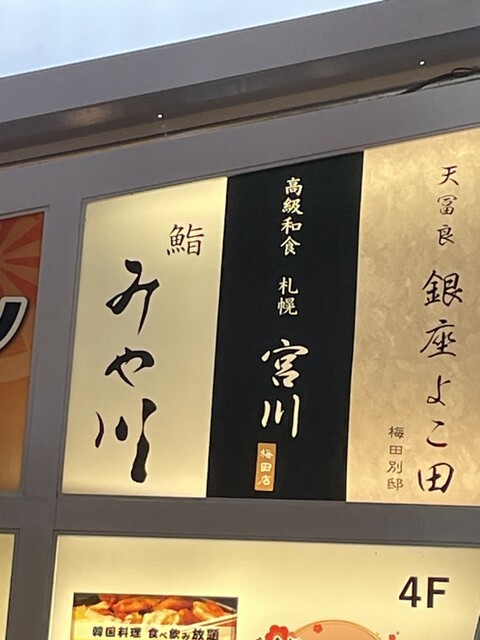 鮨
みや川
高級和食 札幌
宮川
梅田店
天冨良
銀座よこ田
梅田別邸
4F
韓国料理 食べ飲み放題